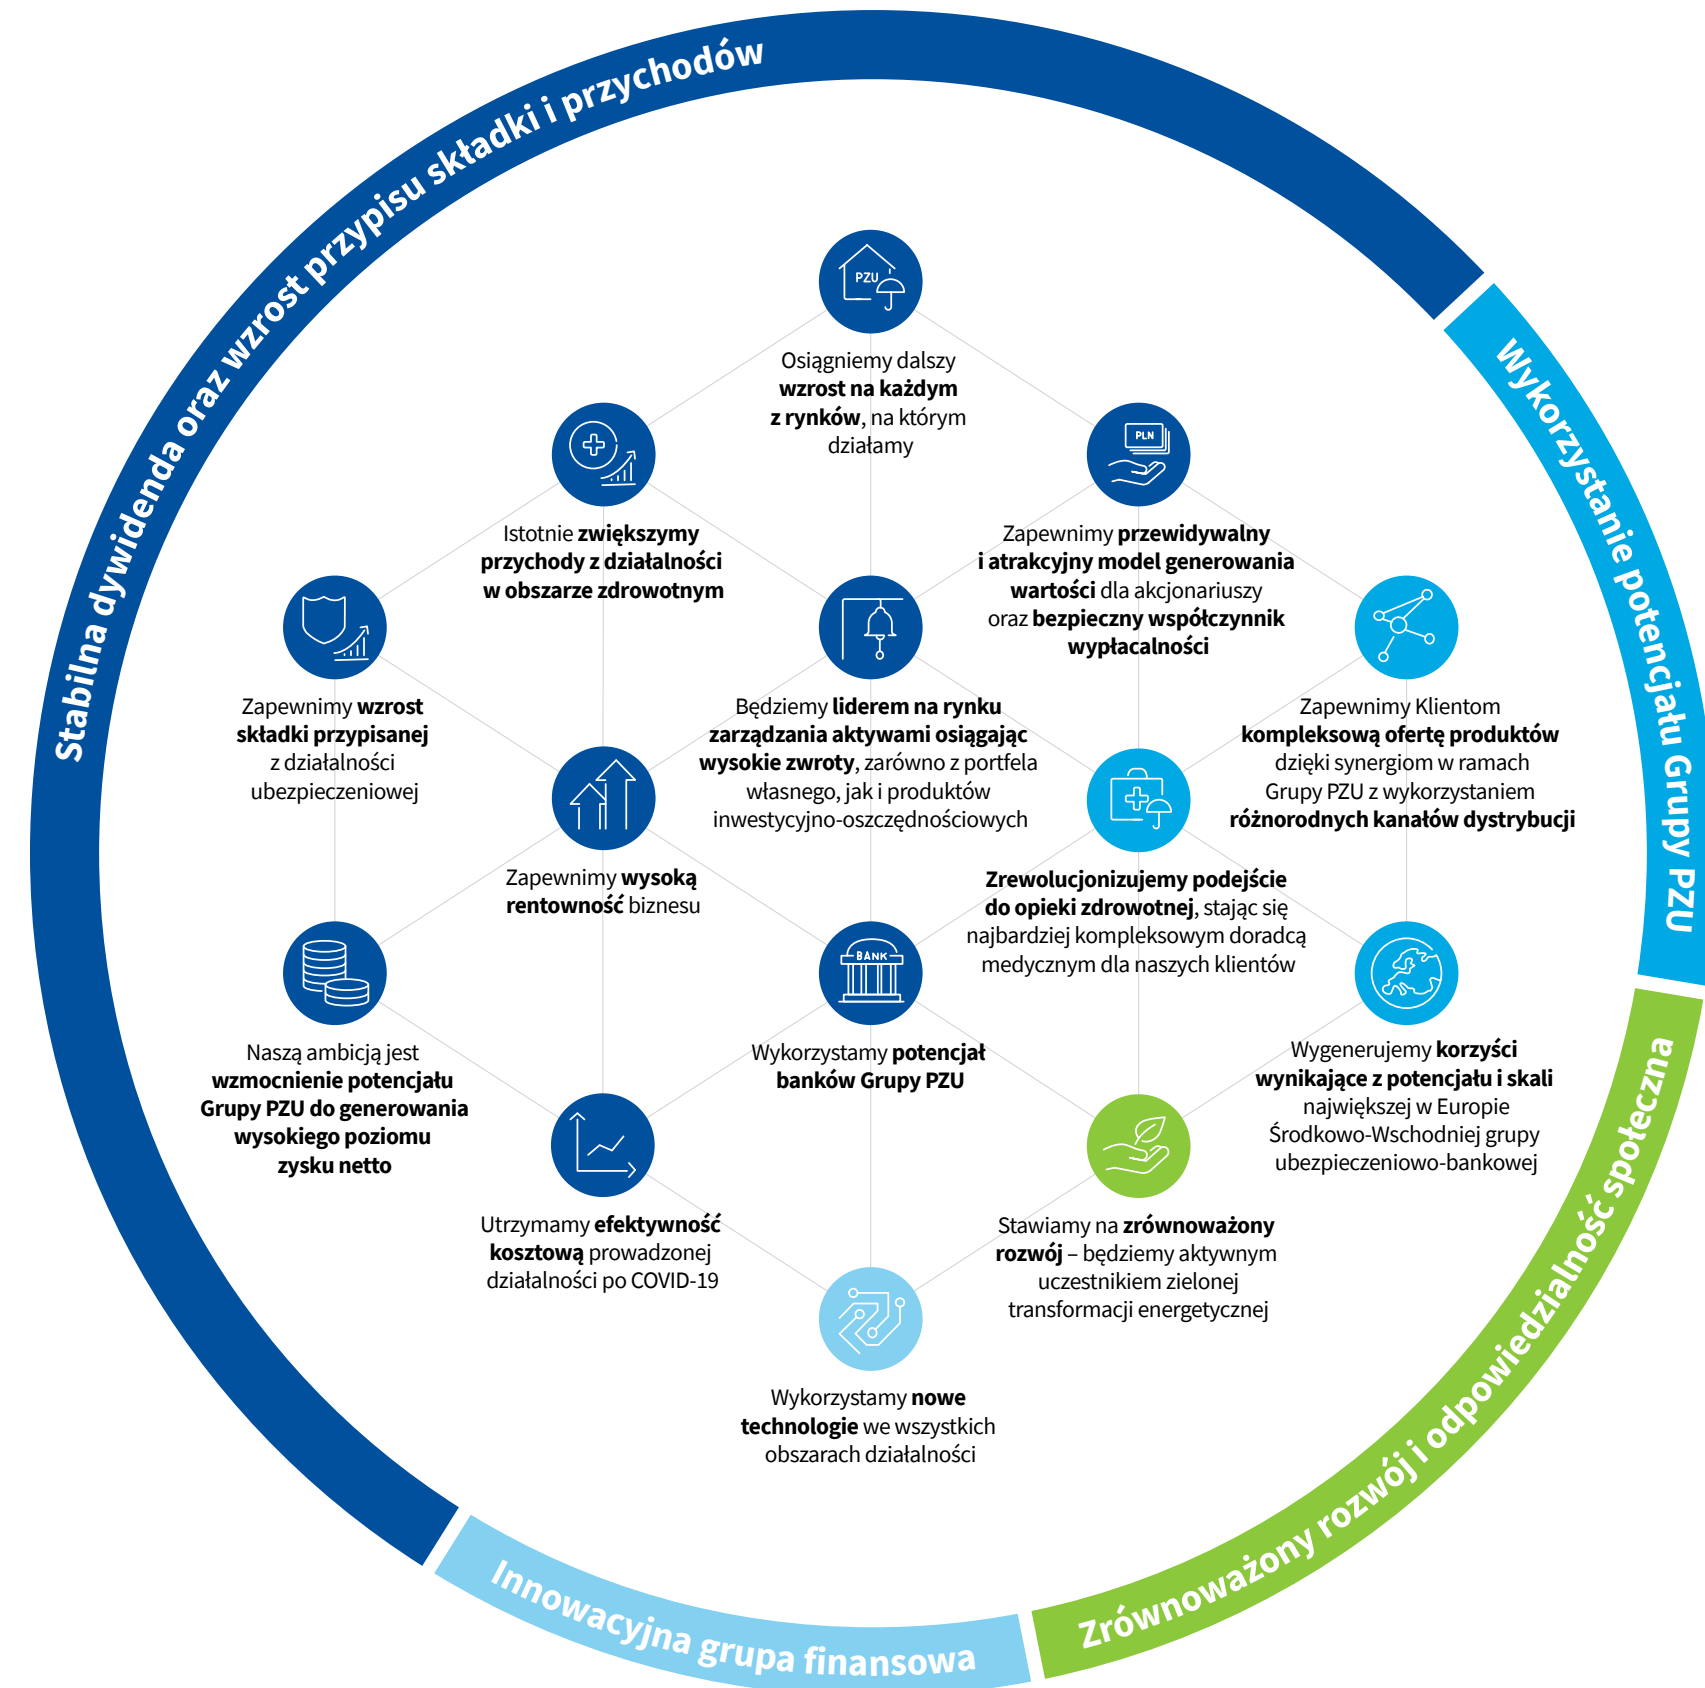 Stabilna dywidenda oraz wzrost przypisu składki i przychodów
Wykorzystanie potencjału Grupy PZU
Zrównoważony rozwój i odpowiedzialność społeczna
Innowacyjna grupa finansowa
PZU
Osiągniemy dalszy
wzrost na każdym
z rynków, na którym
działamy
Istotnie zwiększymy
przychody z działalności
w obszarze zdrowotnym
PLN
Zapewnimy przewidywalny
i atrakcyjny model generowania
wartości dla akcjonariuszy
oraz bezpieczny współczynnik
wypłacalności
Zapewnimy wzrost
składki przypisanej
z działalności
ubezpieczeniowej
Będziemy liderem na rynku
zarządzania aktywami osiągając
wysokie zwroty, zarówno z portfela
własnego, jak i produktów
inwestycyjno-oszczędnościowych
Zapewnimy Klientom
kompleksową ofertę produktów
dzięki synergiom w ramach
Grupy PZU z wykorzystaniem
różnorodnych kanałów dystrybucji
Zapewnimy wysoką
rentowność biznesu
Zrewolucjonizujemy podejście
do opieki zdrowotnej, stając się
najbardziej kompleksowym doradcą
medycznym dla naszych klientów
Naszą ambicją jest
wzmocnienie potencjału
Grupy PZU do generowania
wysokiego poziomu
zysku netto
BANK
Wykorzystamy potencjał
banków Grupy PZU
Wygenerujemy korzyści
wynikające z potencjału i skali
największej w Europie
Środkowo-Wschodniej grupy
ubezpieczeniowo-bankowej
Utrzymamy efektywność
kosztową prowadzonej
działalności po COVID-19
Stawiamy na zrównoważony
rozwój – będziemy aktywnym
uczestnikiem zielonej
transformacji energetycznej
Wykorzystamy nowe
technologie we wszystkich
obszarach działalności